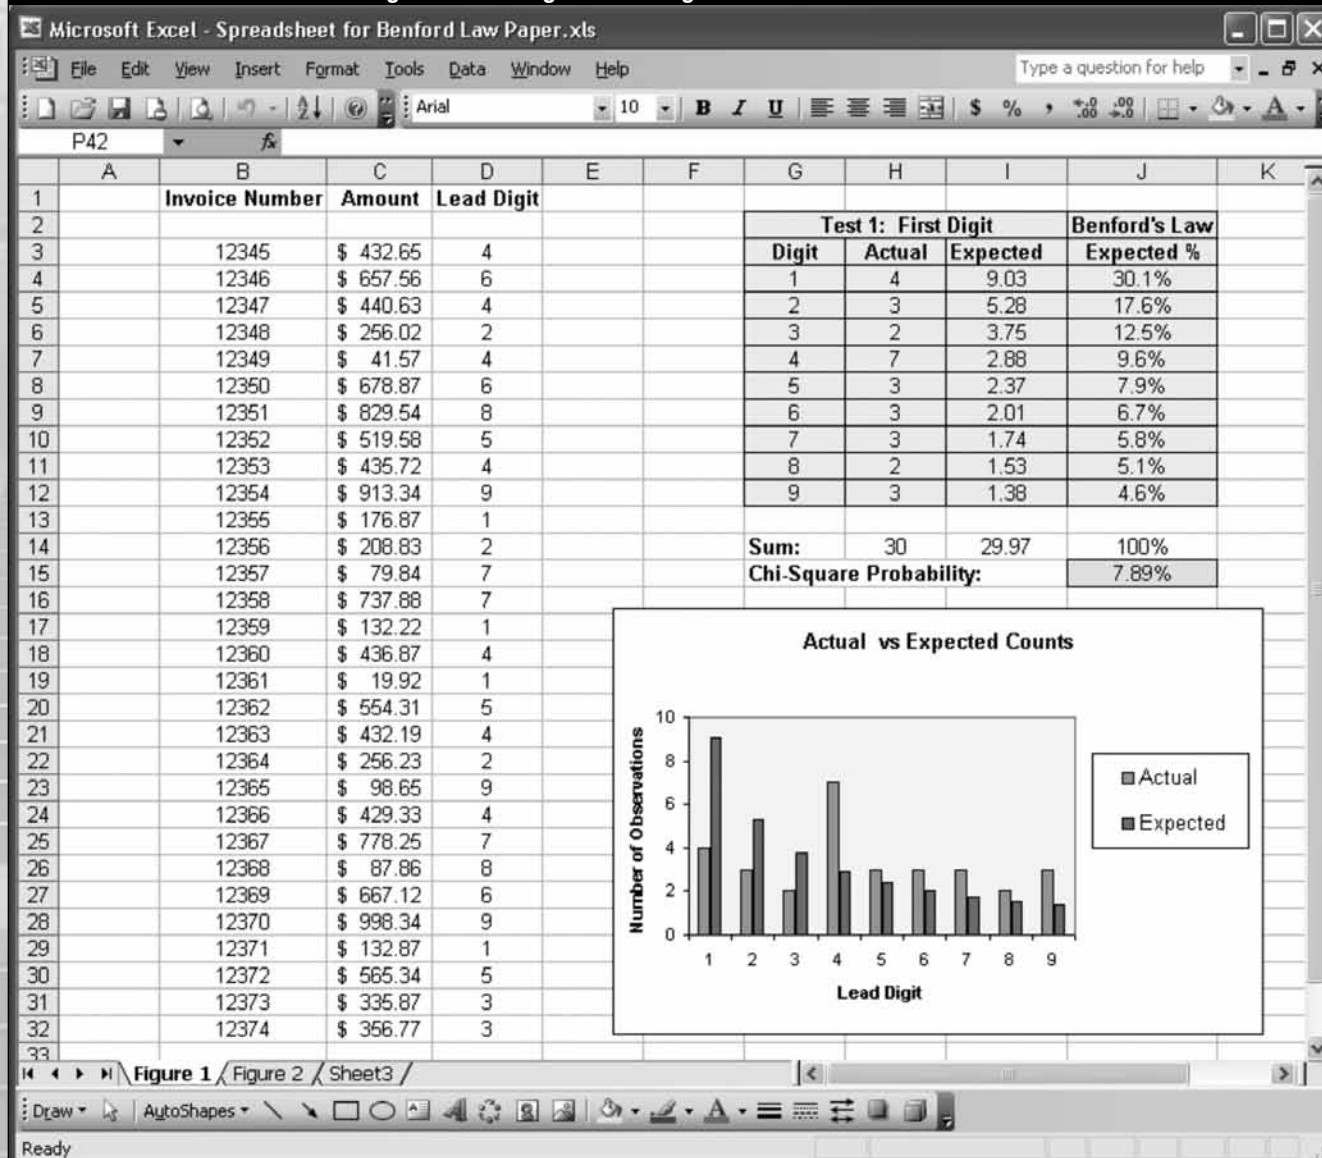 Microsoft Excel - Spreadsheet for Benford Law Paper.xls
File Edit View Insert Format Tools Data Window Help Type a question for help
Arial 10 B I U $ % ,
P42 fx
A B C D E F G H I J K
1 Invoice Number Amount Lead Digit
2 Test 1: First Digit Benford's Law
3 12345 $ 432.65 4 Digit Actual Expected Expected %
4 12346 $ 657.56 6 1 4 9.03 30.1%
5 12347 $ 440.63 4 2 3 5.28 17.6%
6 12348 $ 256.02 2 3 2 3.75 12.5%
7 12349 $ 41.57 4 4 7 2.88 9.6%
8 12350 $ 678.87 6 5 3 2.37 7.9%
9 12351 $ 829.54 8 6 3 2.01 6.7%
10 12352 $ 519.58 5 7 3 1.74 5.8%
11 12353 $ 435.72 4 8 2 1.53 5.1%
12 12354 $ 913.34 9 9 3 1.38 4.6%
13 12355 $ 176.87 1
14 12356 $ 208.83 2 Sum: 30 29.97 100%
15 12357 $ 79.84 7 Chi-Square Probability: 7.89%
16 12358 $ 737.88 7
17 12359 $ 132.22 1
18 12360 $ 436.87 4
19 12361 $ 19.92 1
20 12362 $ 554.31 5
21 12363 $ 432.19 4
22 12364 $ 256.23 2
23 12365 $ 98.65 9
24 12366 $ 429.33 4
25 12367 $ 778.25 7
26 12368 $ 87.86 8
27 12369 $ 667.12 6
28 12370 $ 998.34 9
29 12371 $ 132.87 1
30 12372 $ 565.34 5
31 12373 $ 335.87 3
32 12374 $ 356.77 3
33
Actual vs Expected Counts
Number of Observations
10
8
6
4
2
0
1 2 3 4 5 6 7 8 9
Lead Digit
Actual
Expected
Figure 1 Figure 2 Sheet3
Draw AutoShapes A
Ready